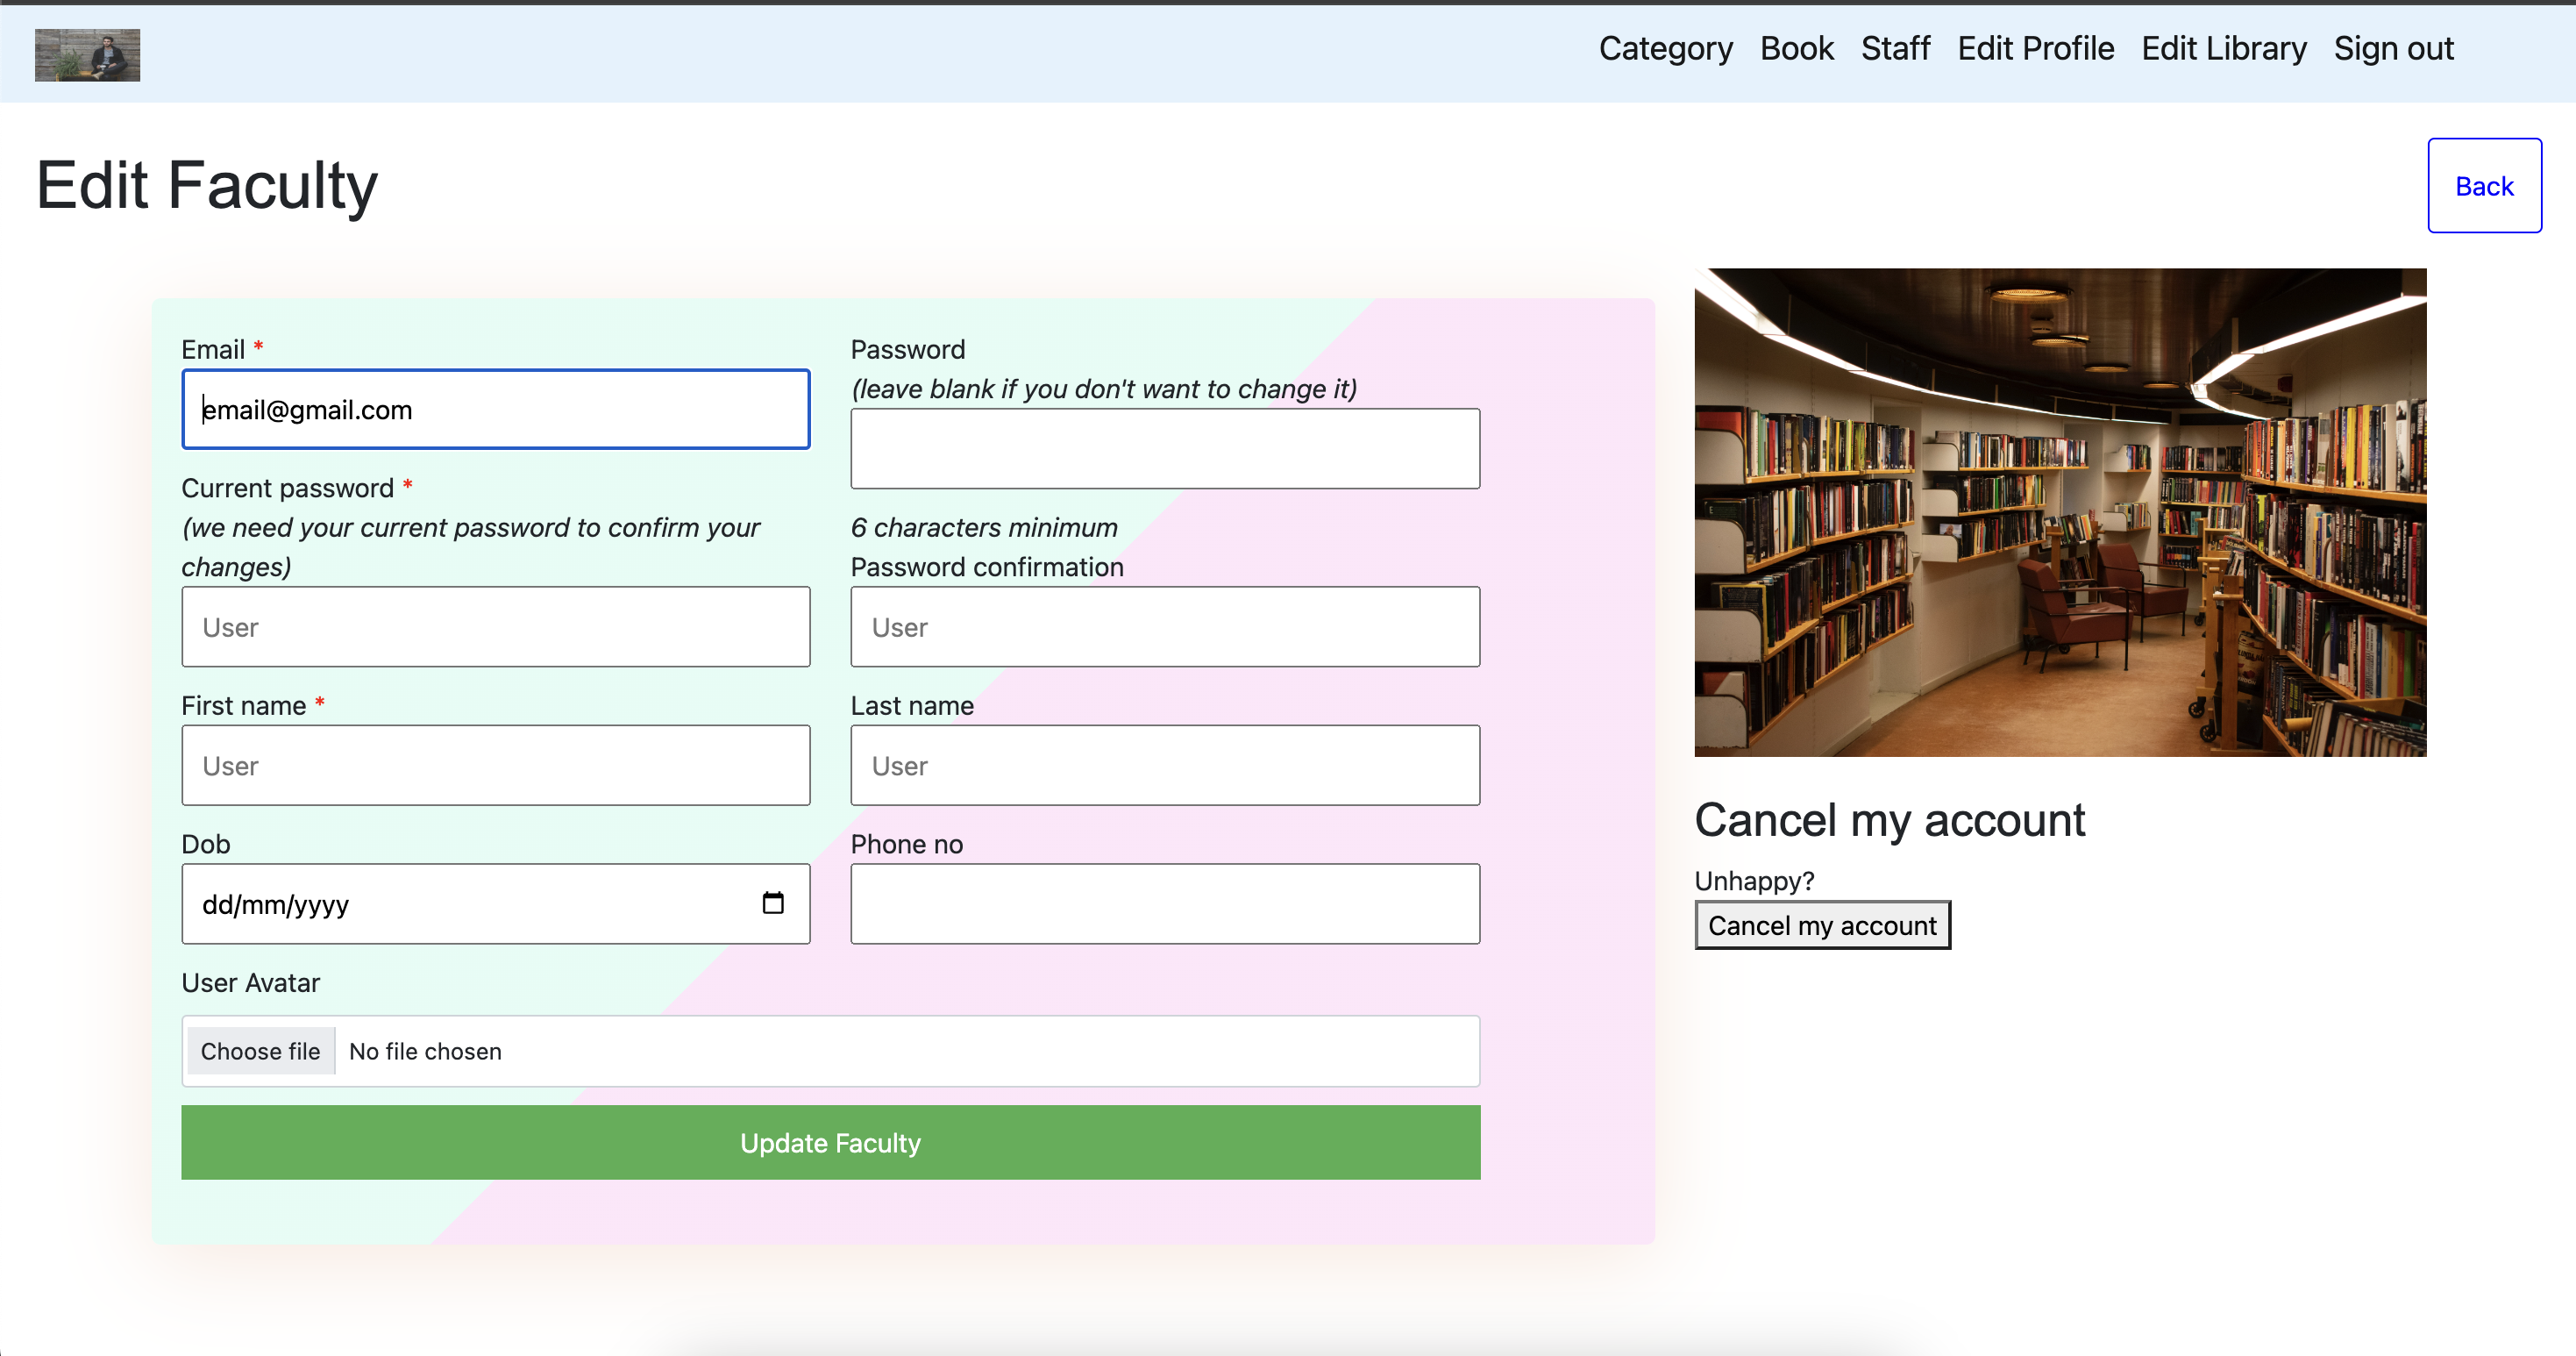 Category Book Staff Edit Profile Edit Library Sign out
Edit Faculty
Back
Email *
email@gmail.com
Current password *
(we need your current password to confirm your
changes)
User
First name *
User
Dob
dd/mm/yyyy
Password
(leave blank if you don't want to change it)
6 characters minimum
Password confirmation
User
Last name
User
Phone no
User Avatar
Choose file No file chosen
Update Faculty
Cancel my account
Unhappy?
Cancel my account